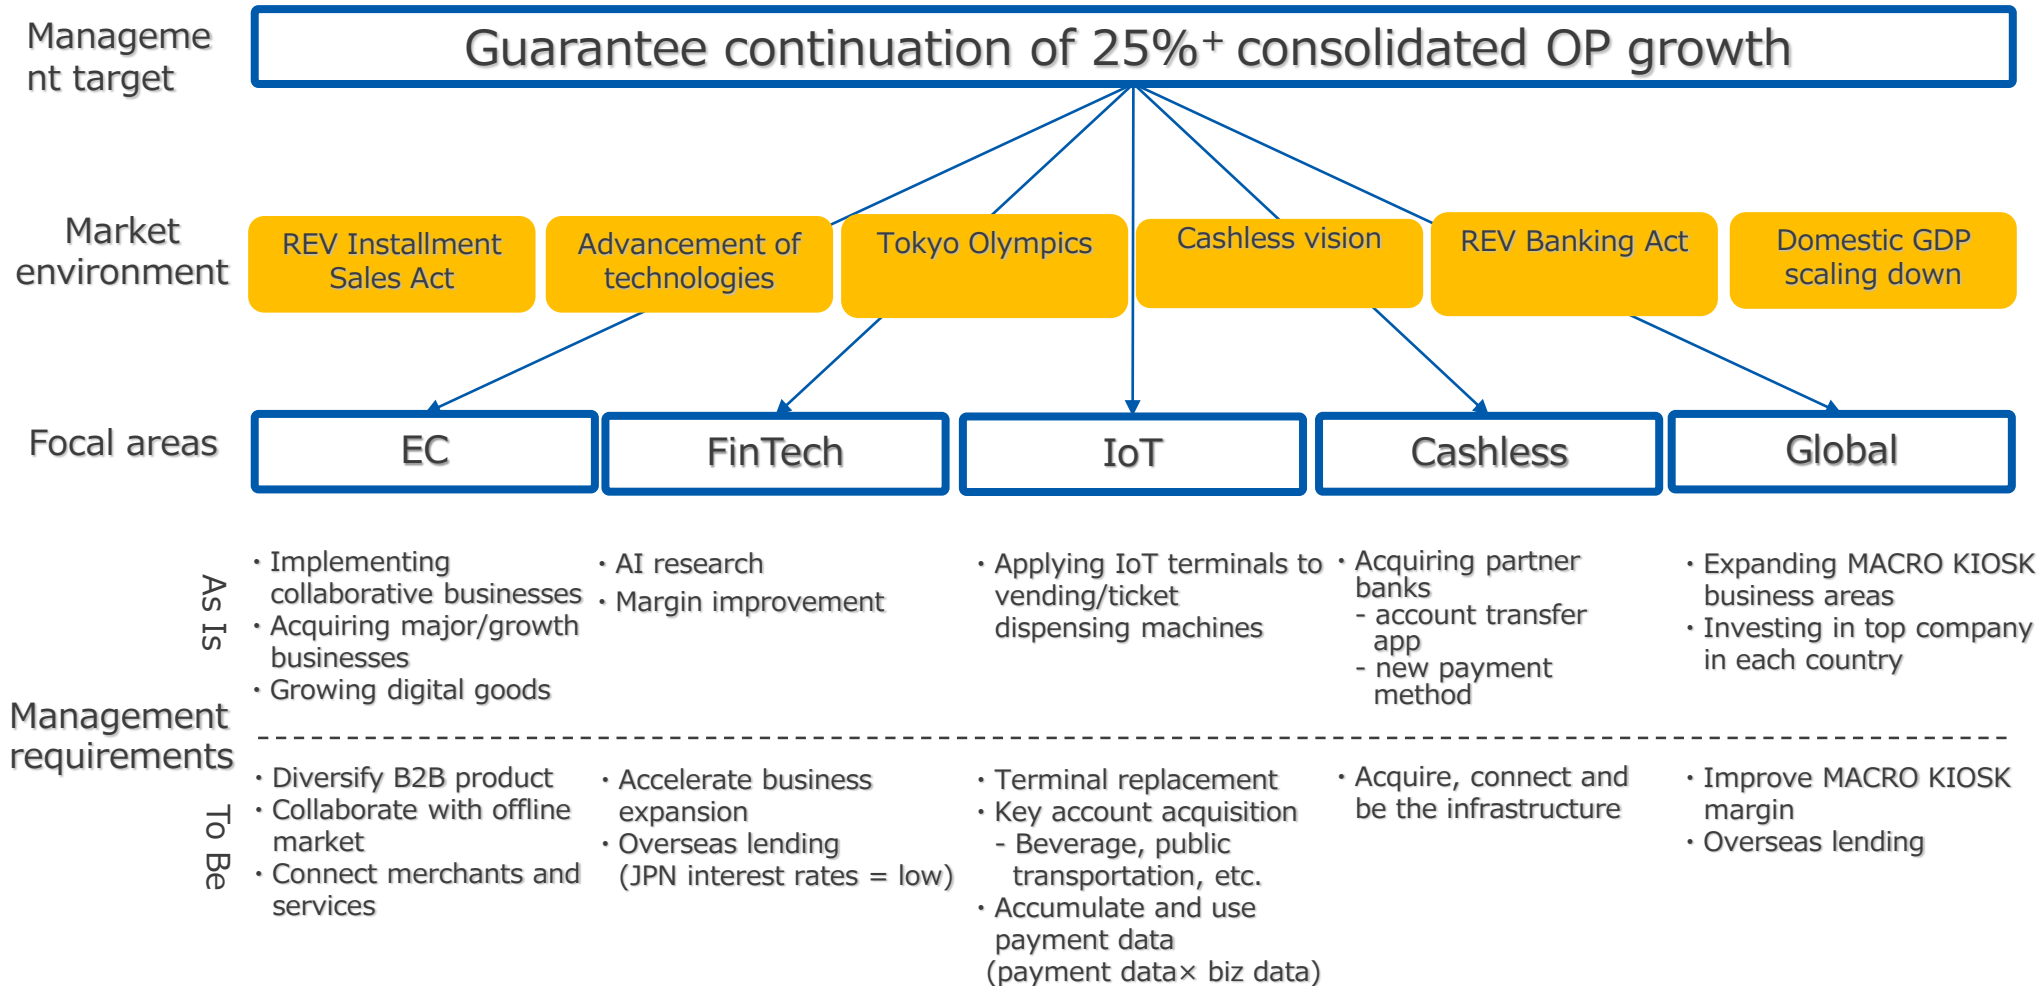 Manageme
nt target
Guarantee continuation of 25%⁺ consolidated OP growth
Market
environment
REV Installment
Sales Act
Advancement of
technologies
Tokyo Olympics
Cashless vision
REV Banking Act
Domestic GDP
scaling down
Focal areas
EC
FinTech
IoT
Cashless
Global
Management
requirements
As Is
・Implementing
collaborative businesses
・Acquiring major/growth
businesses
・Growing digital goods
・AI research
・Margin improvement
・Applying IoT terminals to
vending/ticket
dispensing machines
・Acquiring partner
banks
- account transfer
app
- new payment
method
・Expanding MACRO KIOSK
business areas
・Investing in top company
in each country
To Be
・Diversify B2B product
・Collaborate with offline
market
・Connect merchants and
services
・Accelerate business
expansion
・Overseas lending
(JPN interest rates = low)
・Terminal replacement
・Key account acquisition
- Beverage, public
transportation, etc.
・Accumulate and use
payment data
(payment data× biz data)
・Acquire, connect and
be the infrastructure
・Improve MACRO KIOSK
margin
・Overseas lending